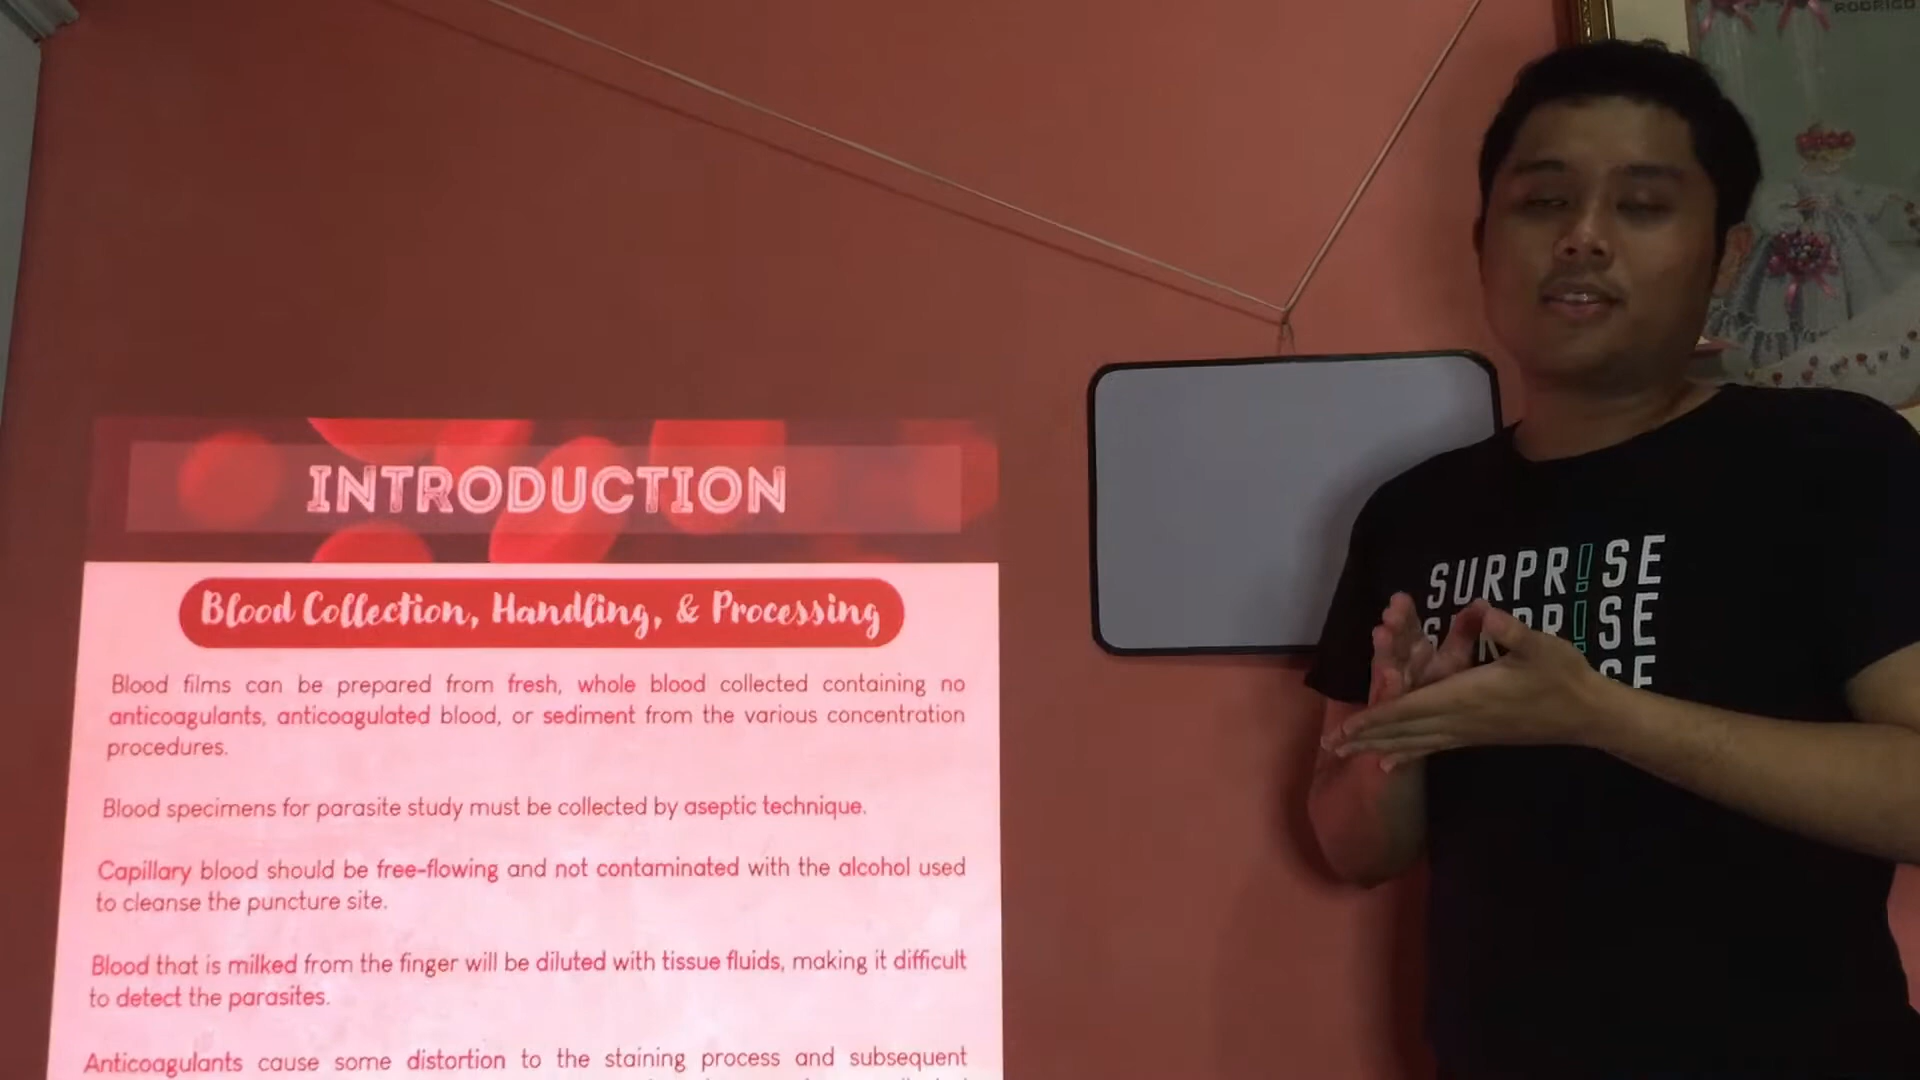 RODRIGO
INTRODUCTION
Blood Collection, Handling, & Processing
Blood films can be prepared from fresh, whole blood collected containing no
anticoagulants, anticoagulated blood, or sediment from the various concentration
procedures.
Blood specimens for parasite study must be collected by aseptic technique.
Capillary blood should be free-flowing and not contaminated with the alcohol used
to cleanse the puncture site.
Blood that is milked from the finger will be diluted with tissue fluids, making it difficult
to detect the parasites.
Anticoagulants cause some distortion to the staining process and subsequent
SURPR!SE
SURPR!SE
SE